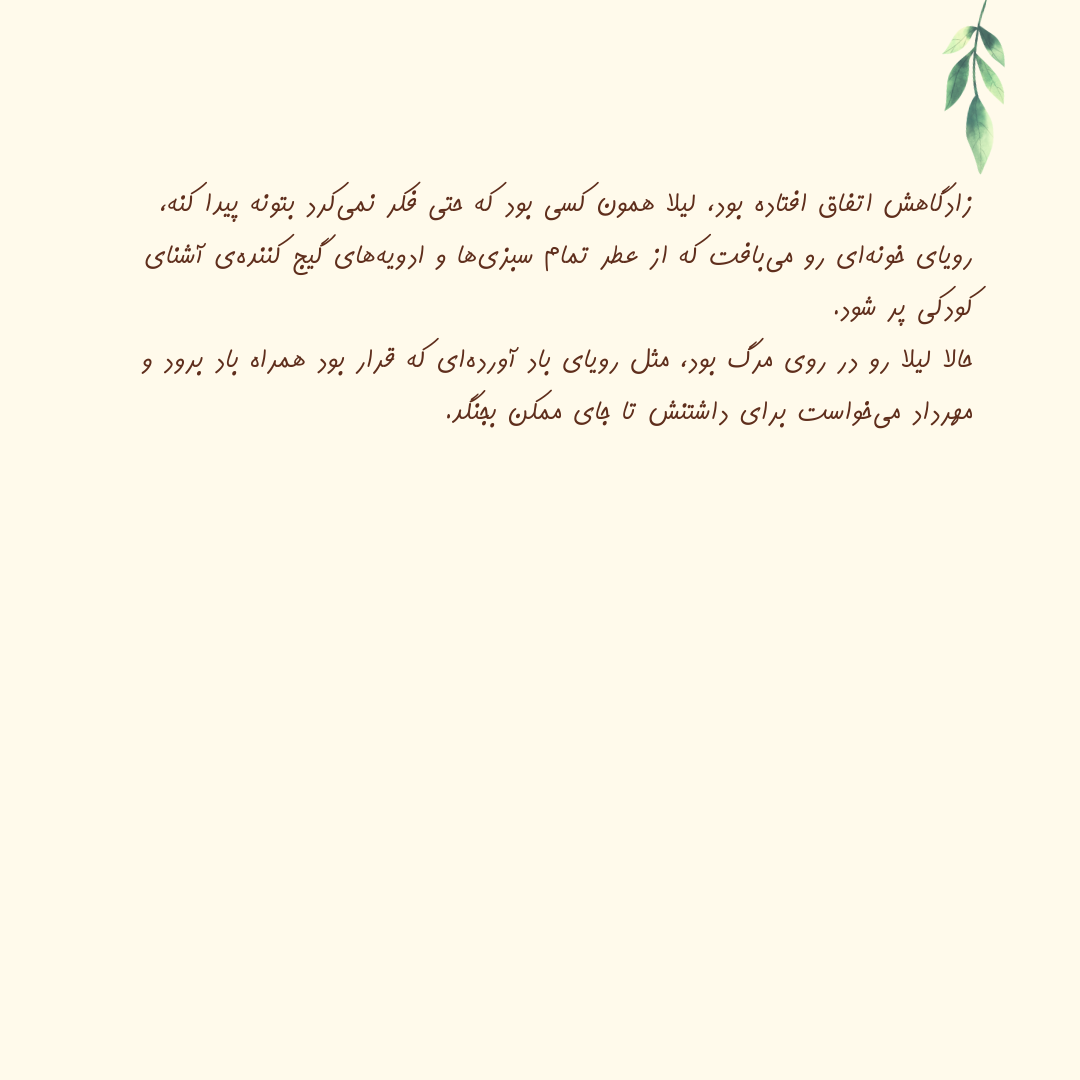 زادگاهش اتفاق افتاده بود، لیلا همون کسی بود که حتی فکر نمی‌کرد بتونه پیدا کنه،
رویای خونه‌ای رو می‌بافت که از عطر تمام سبزی‌ها و ادویه‌های گیج کننده‌ی آشنای
کودکی پر شود.
حالا لیلا رو در روی مرگ بود، مثل رویای باد آورده‌ای که قرار بود همراه باد برود و
مهرداد می‌خواست برای داشتنش تا جای ممکن بجنگد.